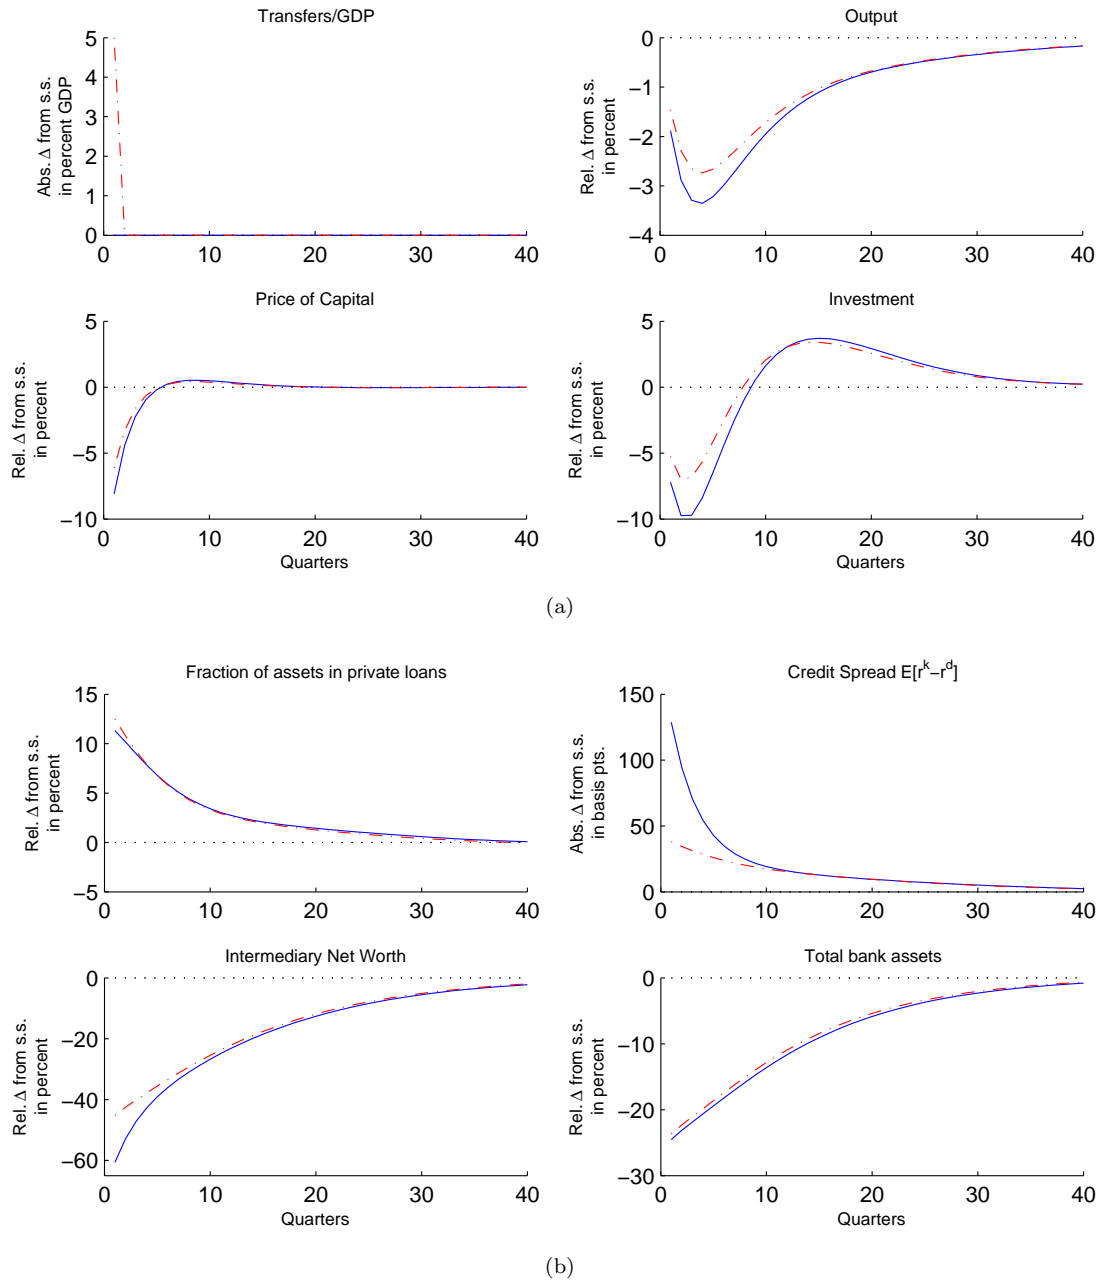 Transfers/GDP
Abs. Δ from s.s.
in percent GDP
5
4
3
2
1
0
0 10 20 30 40
Output
Rel. Δ from s.s.
in percent
0
−1
−2
−3
−4
0 10 20 30 40
Price of Capital
Rel. Δ from s.s.
in percent
5
0
−5
−10
0 10 20 30 40
Quarters
Investment
Rel. Δ from s.s.
in percent
5
0
−5
−10
0 10 20 30 40
Quarters
(a)
Fraction of assets in private loans
Rel. Δ from s.s.
in percent
15
10
5
0
−5
0 10 20 30 40
Credit Spread E[r^k−r^d]
Abs. Δ from s.s.
in basis pts.
150
100
50
0
0 10 20 30 40
Intermediary Net Worth
Rel. Δ from s.s.
in percent
0
−20
−40
−60
0 10 20 30 40
Quarters
Total bank assets
Rel. Δ from s.s.
in percent
0
−10
−20
−30
0 10 20 30 40
Quarters
(b)